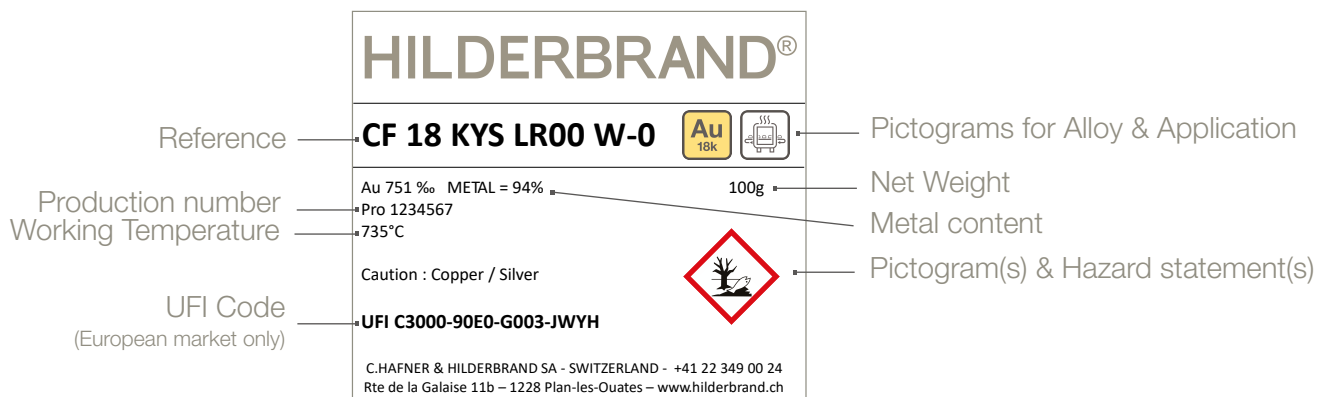 HILDERBRAND®
Reference
CF 18 KYS LR00 W-0
Au
18k
Pictograms for Alloy & Application
Au 751 ‰ METAL = 94%
100g
Net Weight
Production number
Pro 1234567
Metal content
Working Temperature
735°C
Caution : Copper / Silver
Pictogram(s) & Hazard statement(s)
UFI Code
(European market only)
UFI C3000-90E0-G003-JWYH
C.HAFNER & HILDERBRAND SA - SWITZERLAND - +41 22 349 00 24
Rte de la Galaise 11b – 1228 Plan-les-Ouates – www.hilderbrand.ch